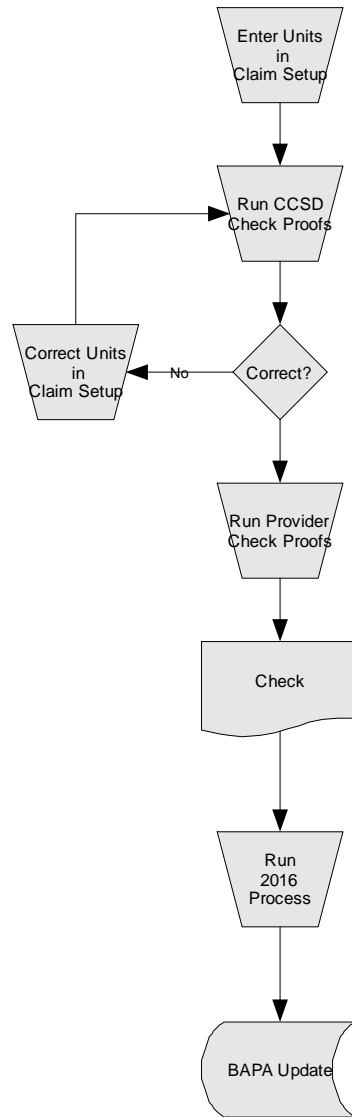 Enter Units
in
Claim Setup
Run CCSD
Check Proofs
Correct Units
in
Claim Setup
No
Correct?
Run Provider
Check Proofs
Check
Run
2016
Process
BAPA Update